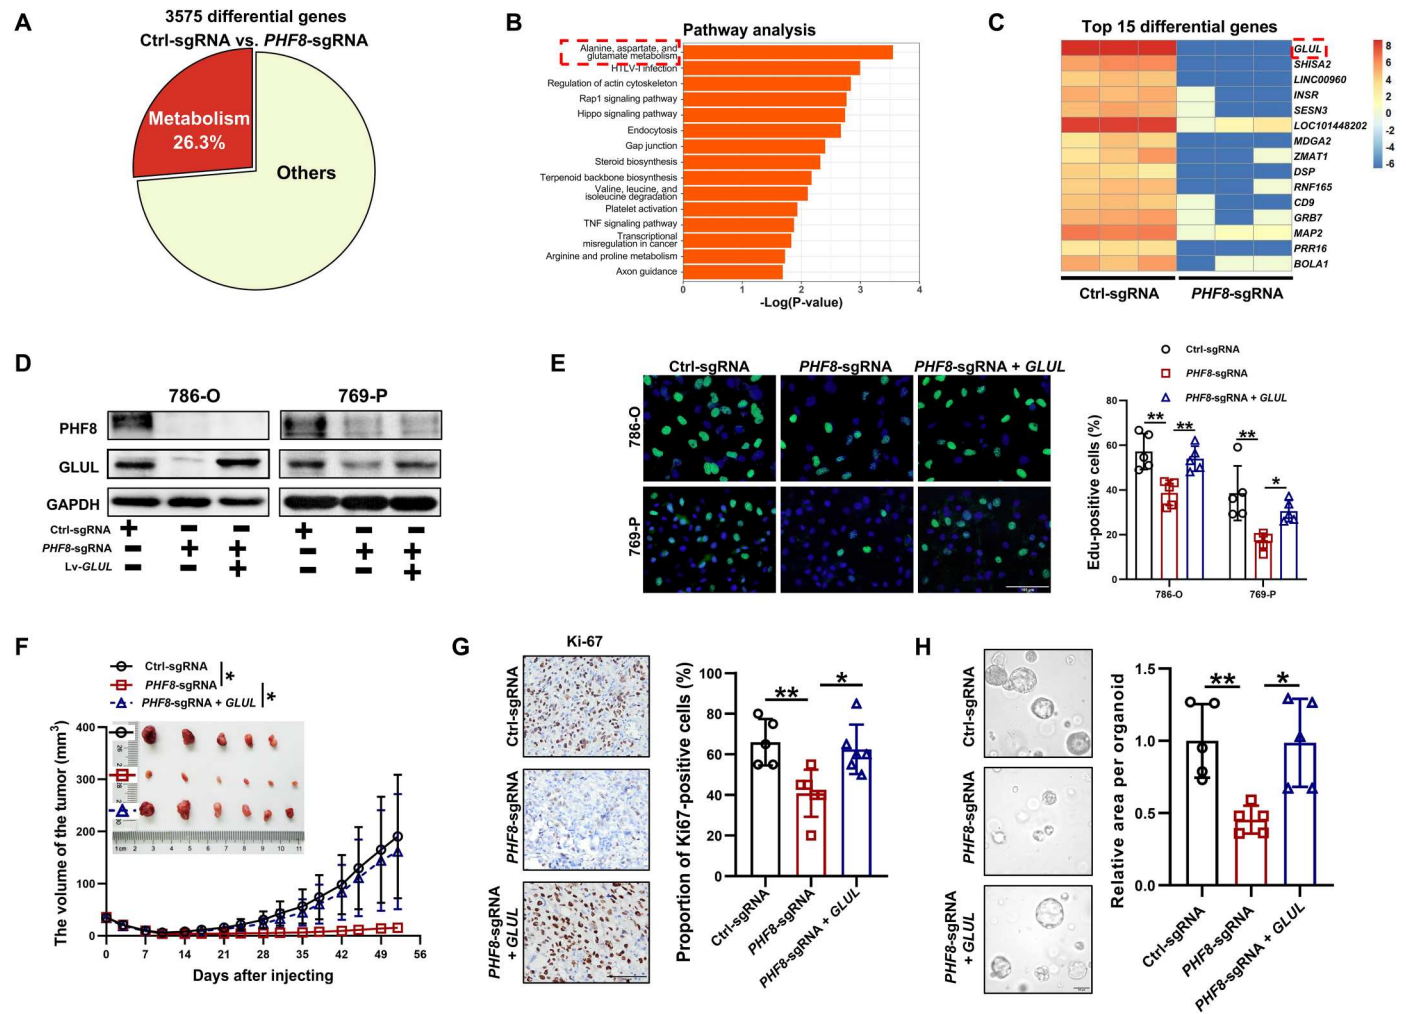 A
3575 differential genes
Ctrl-sgRNA vs. PHF8-sgRNA
Metabolism
26.3%
Others
B
Pathway analysis
Alanine, aspartate, and
glutamate metabolism
HTLV-I infection
Regulation of actin cytoskeleton
Rap1 signaling pathway
Hippo signaling pathway
Endocytosis
Gap junction
Steroid biosynthesis
Terpenoid backbone biosynthesis
Valine, leucine, and
isoleucine degradation
Platelet activation
TNF signaling pathway
Transcriptional
misregulation in cancer
Arginine and proline metabolism
Axon guidance
0 1 2 3 4
-Log(P-value)
C
Top 15 differential genes
GLUL
SHISA2
LINC00960
INSR
SESN3
LOC101448202
MDGA2
ZMAT1
DSP
RNF165
CD9
GRB7
MAP2
PRR16
BOLA1
8
6
4
2
0
-2
-4
-6
Ctrl-sgRNA PHF8-sgRNA
D
786-O 769-P
PHF8
GLUL
GAPDH
Ctrl-sgRNA + - - + - -
PHF8-sgRNA - + + - + +
Lv-GLUL - - + - - +
E
Ctrl-sgRNA PHF8-sgRNA PHF8-sgRNA + GLUL
786-O
769-P
Ctrl-sgRNA
PHF8-sgRNA
PHF8-sgRNA + GLUL
Edu-positive cells (%)
80
60
40
20
0
** ** ** *
786-O 769-P
F
Ctrl-sgRNA
PHF8-sgRNA
PHF8-sgRNA + GLUL
*
*
The volume of the tumor (mm3)
400
300
200
100
0
1cm 2 3 4 5 6 7 8 9 10 11
0 7 14 21 28 35 42 49 56
Days after injecting
G
Ki-67
Ctrl-sgRNA
PHF8-sgRNA
PHF8-sgRNA
+ GLUL
Proportion of Ki67-positive cells (%)
100
80
60
40
20
0
** *
Ctrl-sgRNA
PHF8-sgRNA
PHF8-sgRNA + GLUL
H
Ctrl-sgRNA
PHF8-sgRNA
PHF8-sgRNA
+ GLUL
Relative area per organoid
1.5
1.0
0.5
0.0
** *
Ctrl-sgRNA
PHF8-sgRNA
PHF8-sgRNA + GLUL